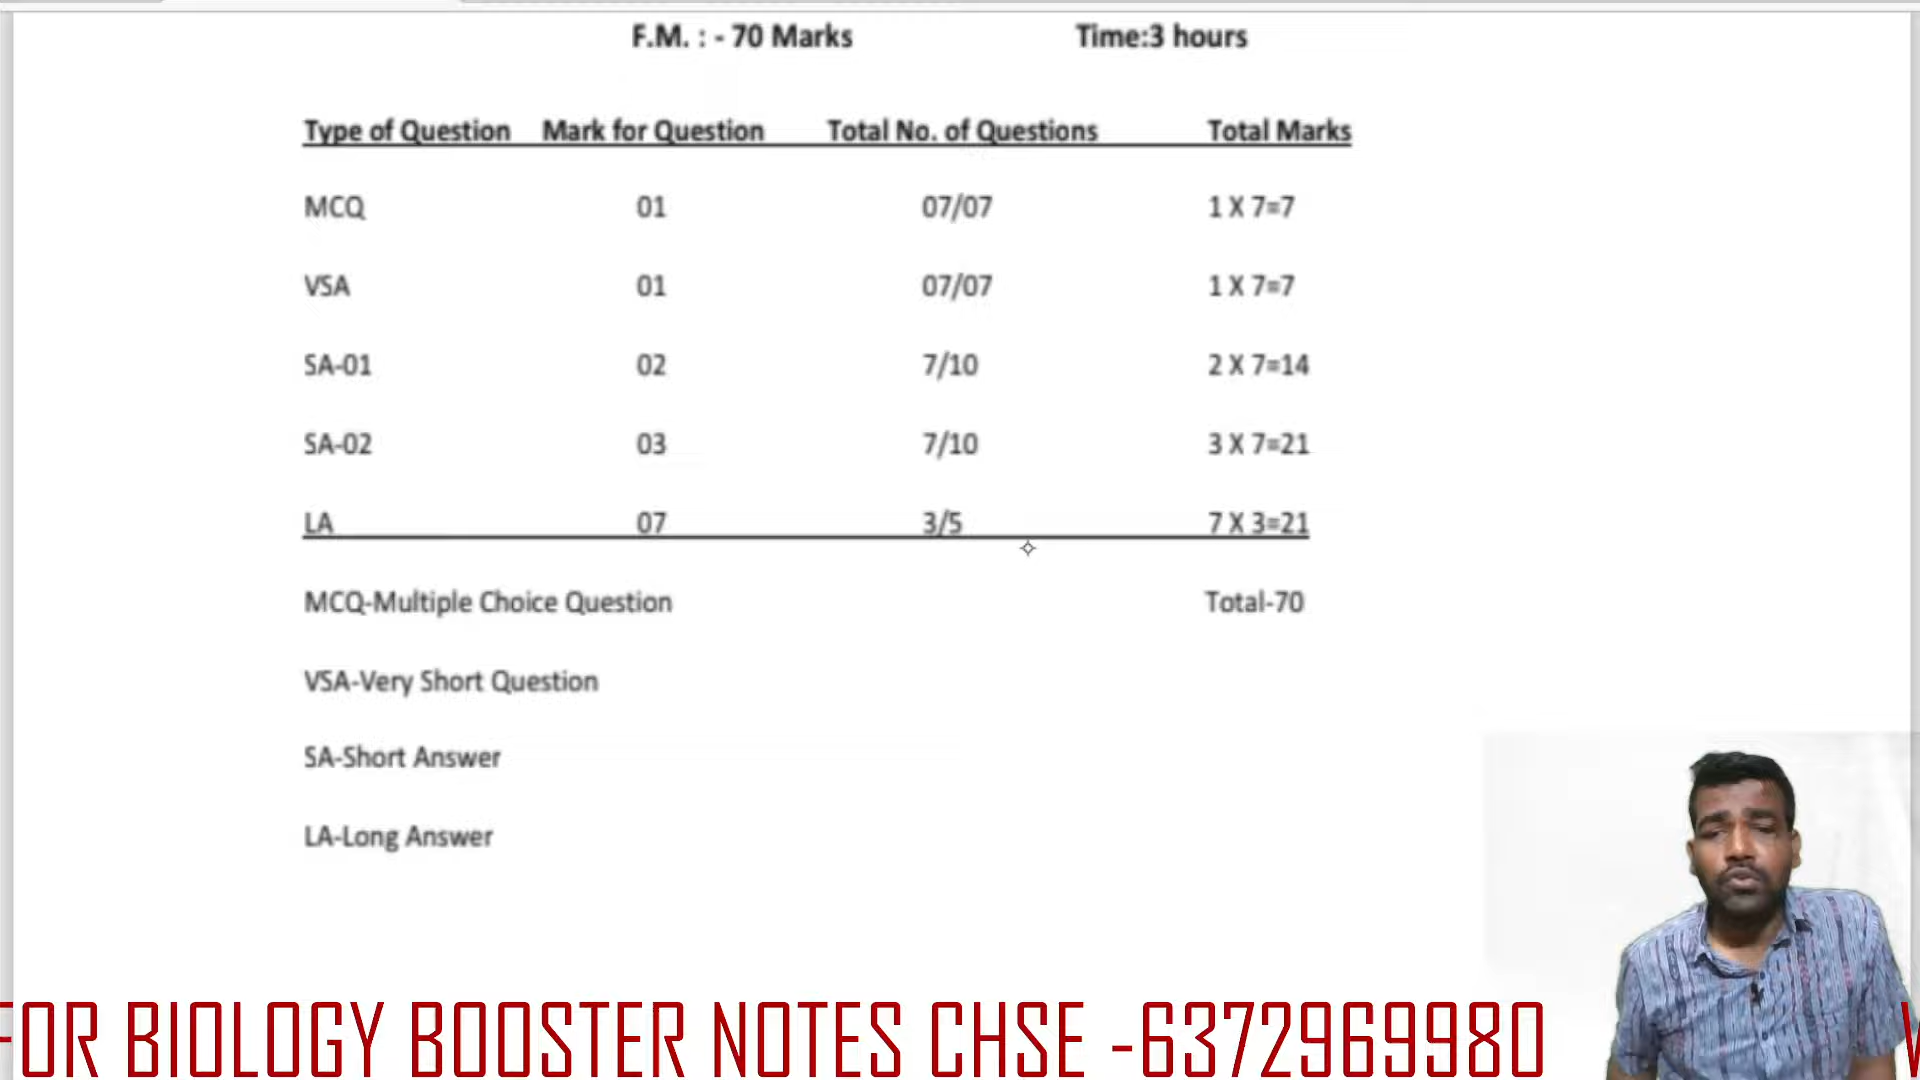 F.M. : - 70 Marks Time:3 hours
Type of Question Mark for Question Total No. of Questions Total Marks
MCQ 01 07/07 1 X 7=7
VSA 01 07/07 1 X 7=7
SA-01 02 7/10 2 X 7=14
SA-02 03 7/10 3 X 7=21
LA 07 3/5 7 X 3=21
MCQ-Multiple Choice Question Total-70
VSA-Very Short Question
SA-Short Answer
LA-Long Answer
FOR BIOLOGY BOOSTER NOTES CHSE -6372969980